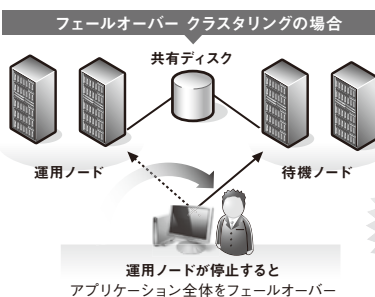 フェールオーバー クラスタリングの場合
共有ディスク
運用ノード
待機ノード
運用ノードが停止すると
アプリケーション全体をフェールオーバー